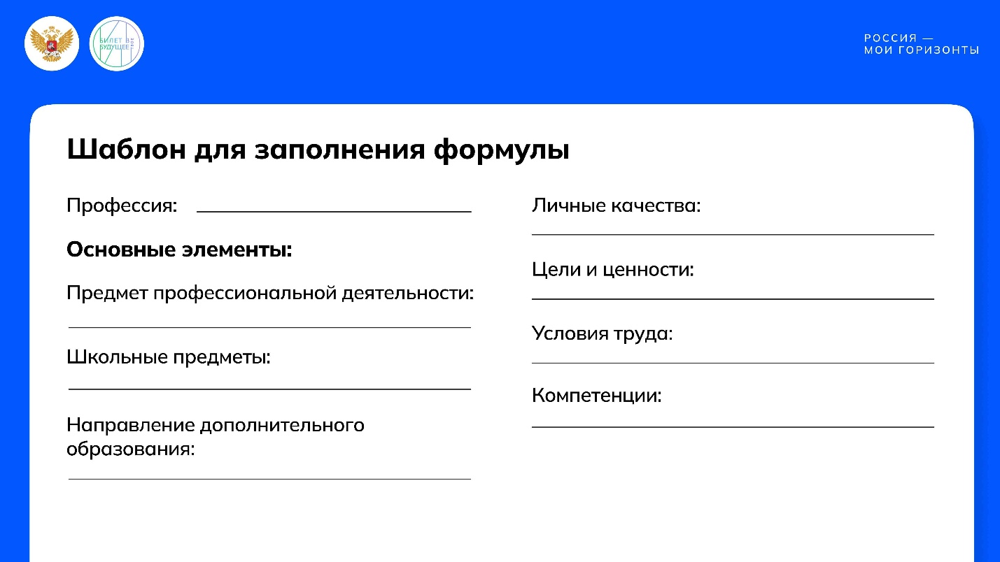 БИЛЕТ В
БУДУЩЕЕ
ТВОЁ
РОССИЯ —
МОИ ГОРИЗОНТЫ
Шаблон для заполнения формулы
Профессия:
Основные элементы:
Предмет профессиональной деятельности:
Школьные предметы:
Направление дополнительного
образования:
Личные качества:
Цели и ценности:
Условия труда:
Компетенции: